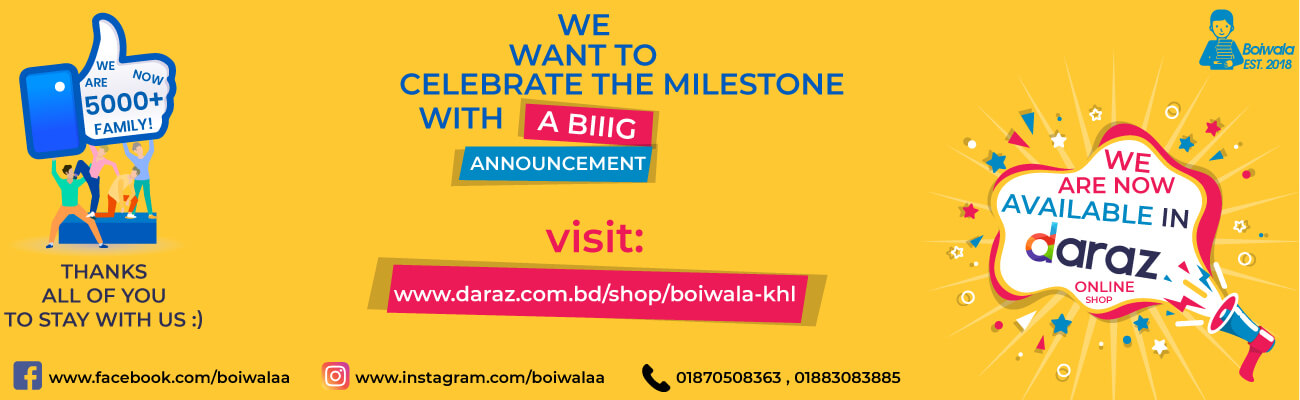 WE
ARE NOW
5000+
FAMILY!
THANKS
ALL OF YOU
TO STAY WITH US :)
WE
WANT TO
CELEBRATE THE MILESTONE
WITH A BIIIG
ANNOUNCEMENT
visit:
www.daraz.com.bd/shop/boiwala-khl
Boiwala
EST. 2018
WE
ARE NOW
AVAILABLE IN
daraz
ONLINE
SHOP
www.facebook.com/boiwalaa
www.instagram.com/boiwalaa
01870508363 , 01883083885